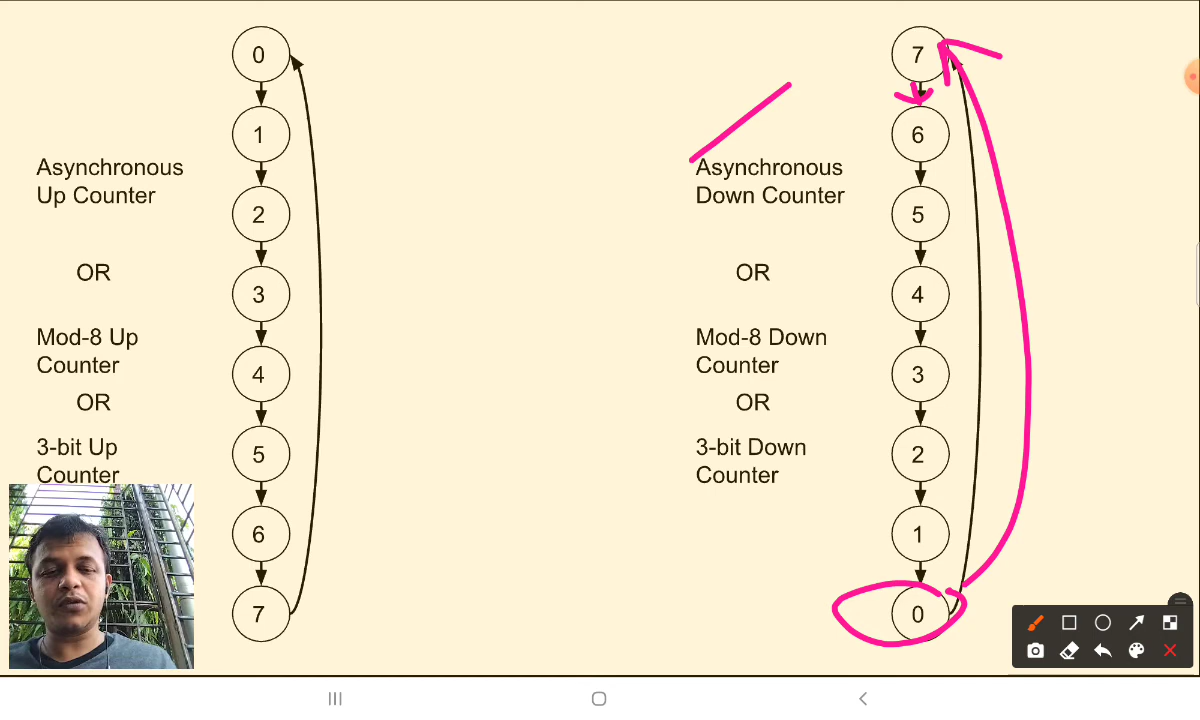 0
1
2
3
4
5
6
7
Asynchronous
Up Counter
OR
Mod-8 Up
Counter
OR
3-bit Up
Counter
7
6
5
4
3
2
1
0
Asynchronous
Down Counter
OR
Mod-8 Down
Counter
OR
3-bit Down
Counter